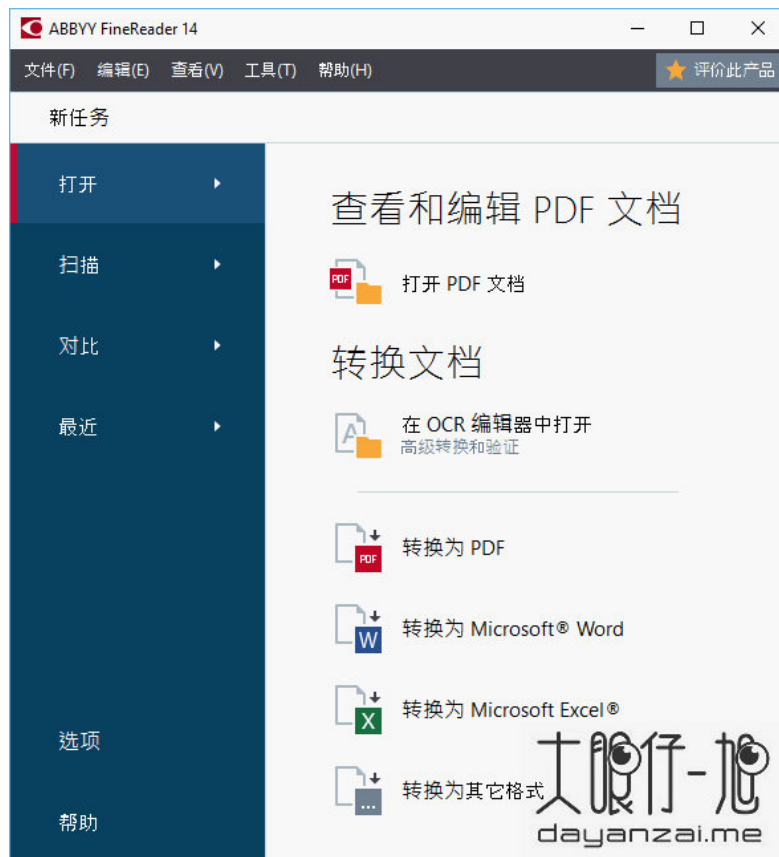 ABBYY FineReader 14
文件(F) 编辑(E) 查看(V) 工具(T) 帮助(H) 评价此产品
新任务
打开
扫描
对比
最近
选项
帮助
查看和编辑 PDF 文档
PDF
打开 PDF 文档
转换文档
A
在 OCR 编辑器中打开
高级转换和验证
PDF
转换为 PDF
W
转换为 Microsoft® Word
X
转换为 Microsoft Excel®
...
转换为其它格式
大眼仔-旭
dayanzai.me